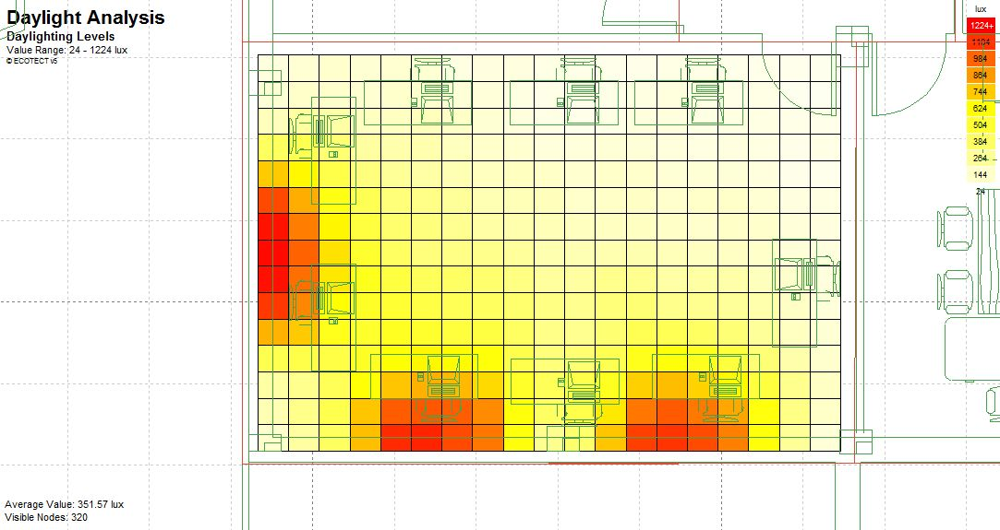 Daylight Analysis
Daylighting Levels
Value Range: 24 - 1224 lux
© ECOTECT v5
lux
1224+
1104
984
864
744
624
504
384
264
144
24
Average Value: 351.57 lux
Visible Nodes: 320